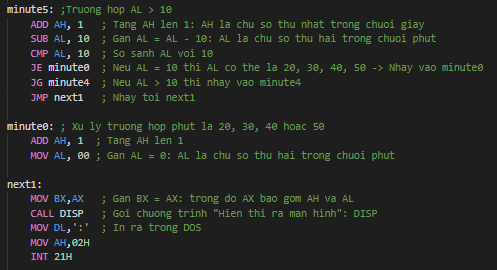 minute5: ;Truong hop AL > 10
ADD AH, 1 ; Tang AH len 1: AH la chu so thu nhat trong chuoi giay
SUB AL, 10 ; Gan AL = AL - 10: AL la chu so thu hai trong chuoi phut
CMP AL, 10 ; So sanh AL voi 10
JE minute0 ; Neu AL = 10 thi AL co the la 20, 30, 40, 50 -> Nhay vao minute0
JG minute4 ; Neu AL > 10 thi nhay vao minute4
JMP next1 ; Nhay toi next1
minute0: ; Xu ly truong hop phut la 20, 30, 40 hoac 50
ADD AH, 1 ; Tang AH len 1
MOV AL, 00 ; Gan AL = 0: AL la chu so thu hai trong chuoi phut
next1:
MOV BX,AX ; Gan BX = AX: trong do AX bao gom AH va AL
CALL DISP ; Goi chuong trinh "Hien thi ra man hinh": DISP
MOV DL,':' ; In ra trong DOS
MOV AH,02H
INT 21H